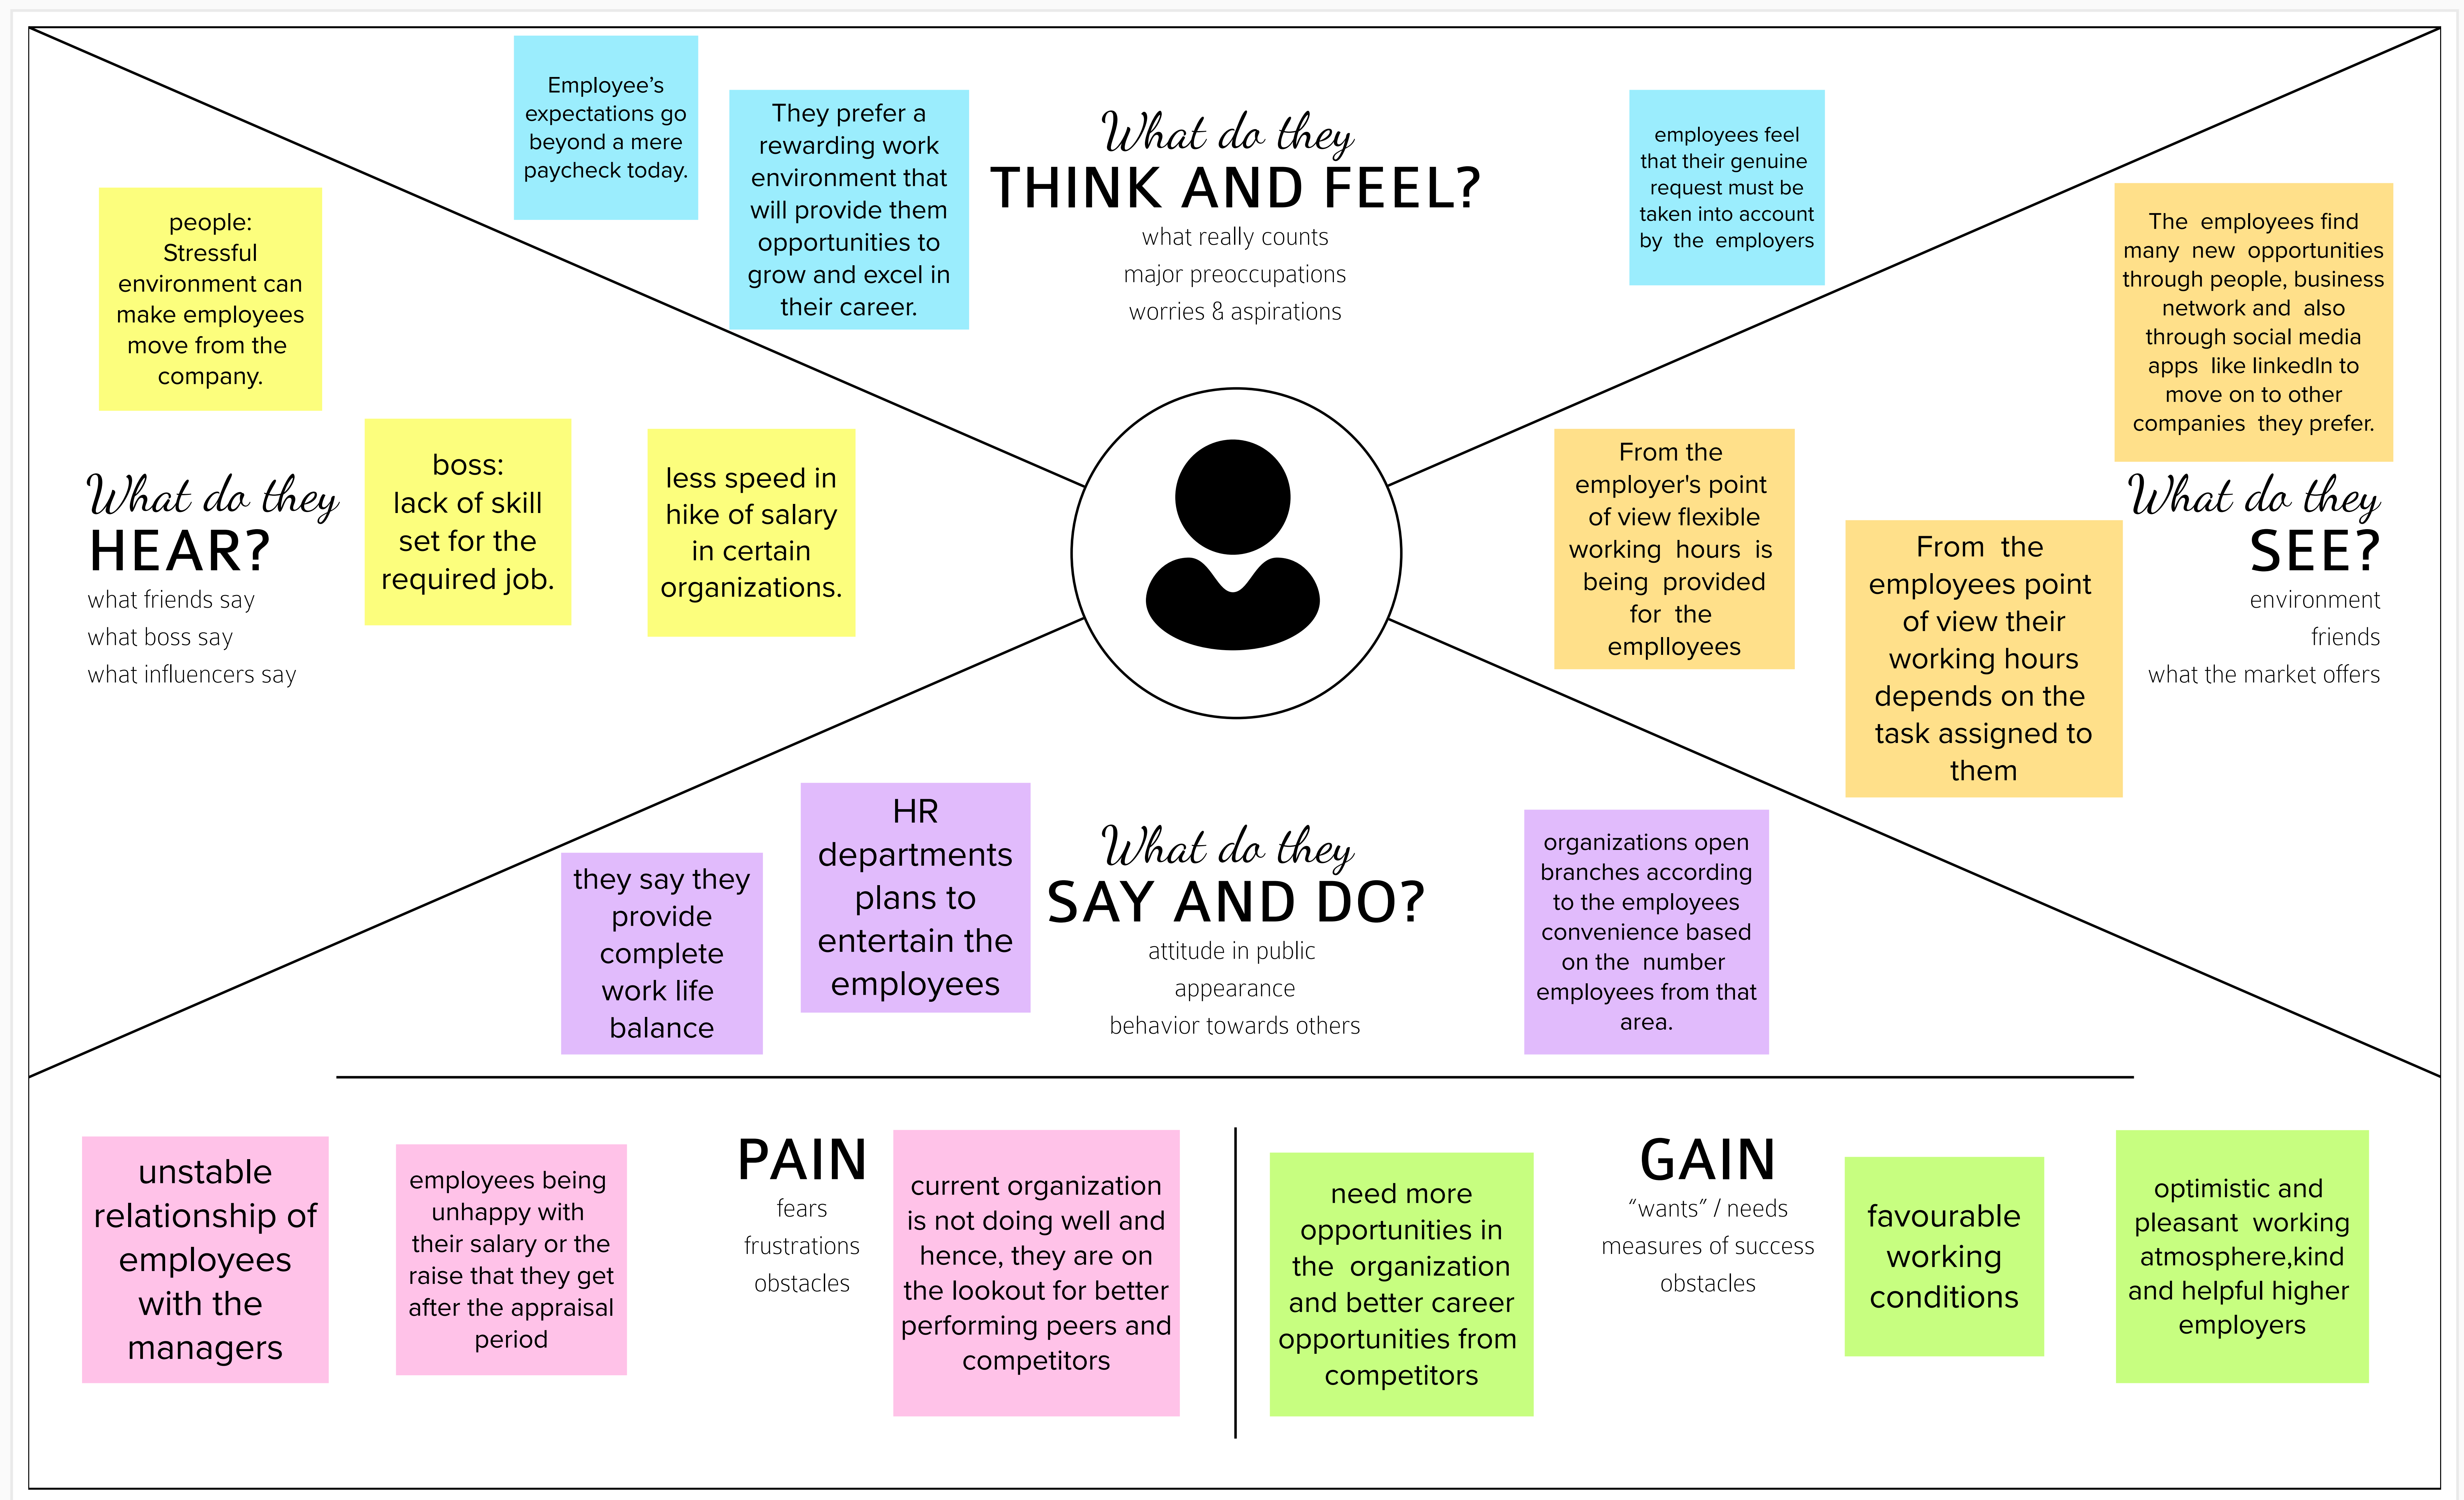 Employee’s
expectations go
beyond a mere
paycheck today.
They prefer a
rewarding work
environment that
will provide them
opportunities to
grow and excel in
their career.
What do they
THINK AND FEEL?
what really counts
major preoccupations
worries & aspirations
employees feel
that their genuine
request must be
taken into account
by the employers
people:
Stressful
environment can
make employees
move from the
company.
What do they
HEAR?
what friends say
what boss say
what influencers say
boss:
lack of skill
set for the
required job.
less speed in
hike of salary
in certain
organizations.
From the
employer's point
of view flexible
working hours is
being provided
for the
emplloyees
From the
employees point
of view their
working hours
depends on the
task assigned to
them
The employees find
many new opportunities
through people, business
network and also
through social media
apps like linkedIn to
move on to other
companies they prefer.
What do they
SEE?
environment
friends
what the market offers
they say they
provide
complete
work life
balance
HR
departments
plans to
entertain the
employees
What do they
SAY AND DO?
attitude in public
appearance
behavior towards others
organizations open
branches according
to the employees
convenience based
on the number
employees from that
area.
unstable
relationship of
employees
with the
managers
employees being
unhappy with
their salary or the
raise that they get
after the appraisal
period
PAIN
fears
frustrations
obstacles
current organization
is not doing well and
hence, they are on
the lookout for better
performing peers and
competitors
need more
opportunities in
the organization
and better career
opportunities from
competitors
GAIN
“wants” / needs
measures of success
obstacles
favourable
working
conditions
optimistic and
pleasant working
atmosphere,kind
and helpful higher
employers